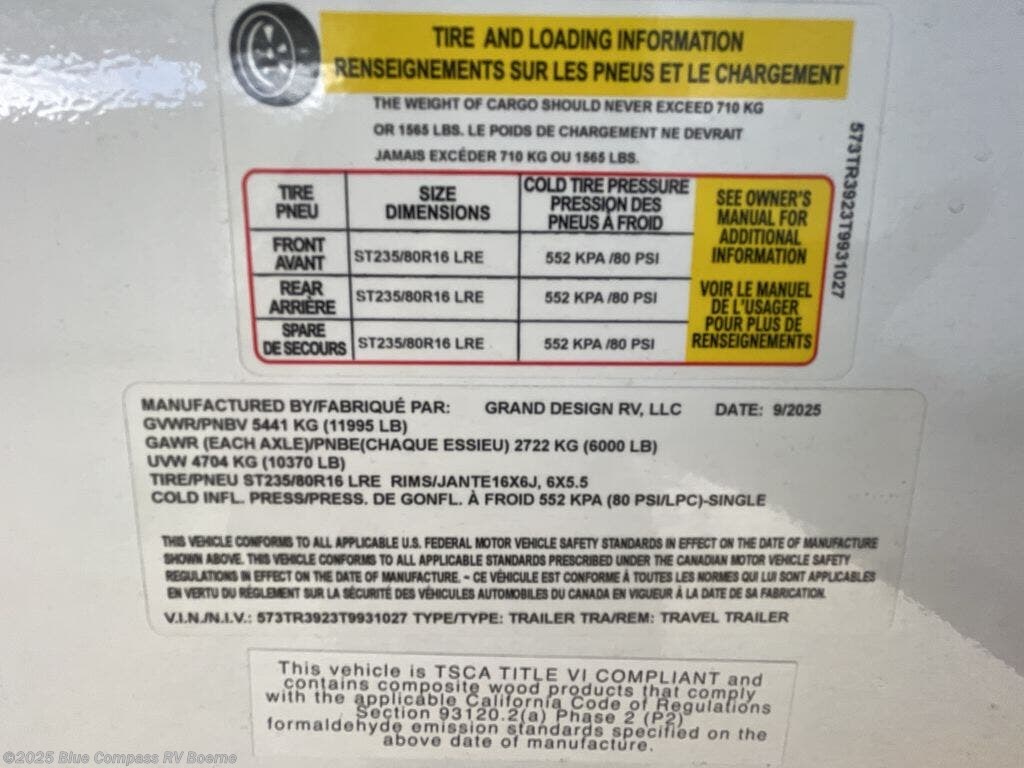 TIRE AND LOADING INFORMATION
RENSEIGNEMENTS SUR LES PNEUS ET LE CHARGEMENT
THE WEIGHT OF CARGO SHOULD NEVER EXCEED 710 KG
OR 1565 LBS. LE POIDS DE CHARGEMENT NE DEVRAIT
JAMAIS EXCÉDER 710 KG OU 1565 LBS.
TIRE
PNEU
SIZE
DIMENSIONS
COLD TIRE PRESSURE
PRESSION DES
PNEUS À FROID
FRONT
AVANT
ST235/80R16 LRE
552 KPA /80 PSI
REAR
ARRIÈRE
ST235/80R16 LRE
552 KPA /80 PSI
SPARE
DE SECOURS
ST235/80R16 LRE
552 KPA /80 PSI
SEE OWNER'S
MANUAL FOR
ADDITIONAL
INFORMATION
VOIR LE MANUEL
DE L'USAGER
POUR PLUS DE
RENSEIGNEMENTS
573TR3923T9931027
MANUFACTURED BY/FABRIQUÉ PAR: GRAND DESIGN RV, LLC DATE: 9/2025
GVWR/PNBV 5441 KG (11995 LB)
GAWR (EACH AXLE)/PNBE(CHAQUE ESSIEU) 2722 KG (6000 LB)
UVW 4704 KG (10370 LB)
TIRE/PNEU ST235/80R16 LRE RIMS/JANTE16X6J, 6X5.5
COLD INFL. PRESS/PRESS. DE GONFL. À FROID 552 KPA (80 PSI/LPC)-SINGLE
THIS VEHICLE CONFORMS TO ALL APPLICABLE U.S. FEDERAL MOTOR VEHICLE SAFETY STANDARDS IN EFFECT ON THE DATE OF MANUFACTURE
SHOWN ABOVE. THIS VEHICLE CONFORMS TO ALL APPLICABLE STANDARDS PRESCRIBED UNDER THE CANADIAN MOTOR VEHICLE SAFETY
REGULATIONS IN EFFECT ON THE DATE OF MANUFACTURE. ~ CE VÉHICULE EST CONFORME À TOUTES LES NORMES QUI LUI SONT APPLICABLES
EN VERTU DU RÈGLEMENT SUR LA SÉCURITÉ DES VÉHICULES AUTOMOBILES DU CANADA EN VIGUEUR À LA DATE DE SA FABRICATION.
V.I.N./N.I.V.: 573TR3923T9931027 TYPE/TYPE: TRAILER TRA/REM: TRAVEL TRAILER
This vehicle is TSCA TITLE VI COMPLIANT and
contains composite wood products that comply
with the applicable California Code of Regulations
Section 93120.2(a) Phase 2 (P2)
formaldehyde emission standards specified on the
above date of manufacture.
©2025 Blue Compass RV Boerne